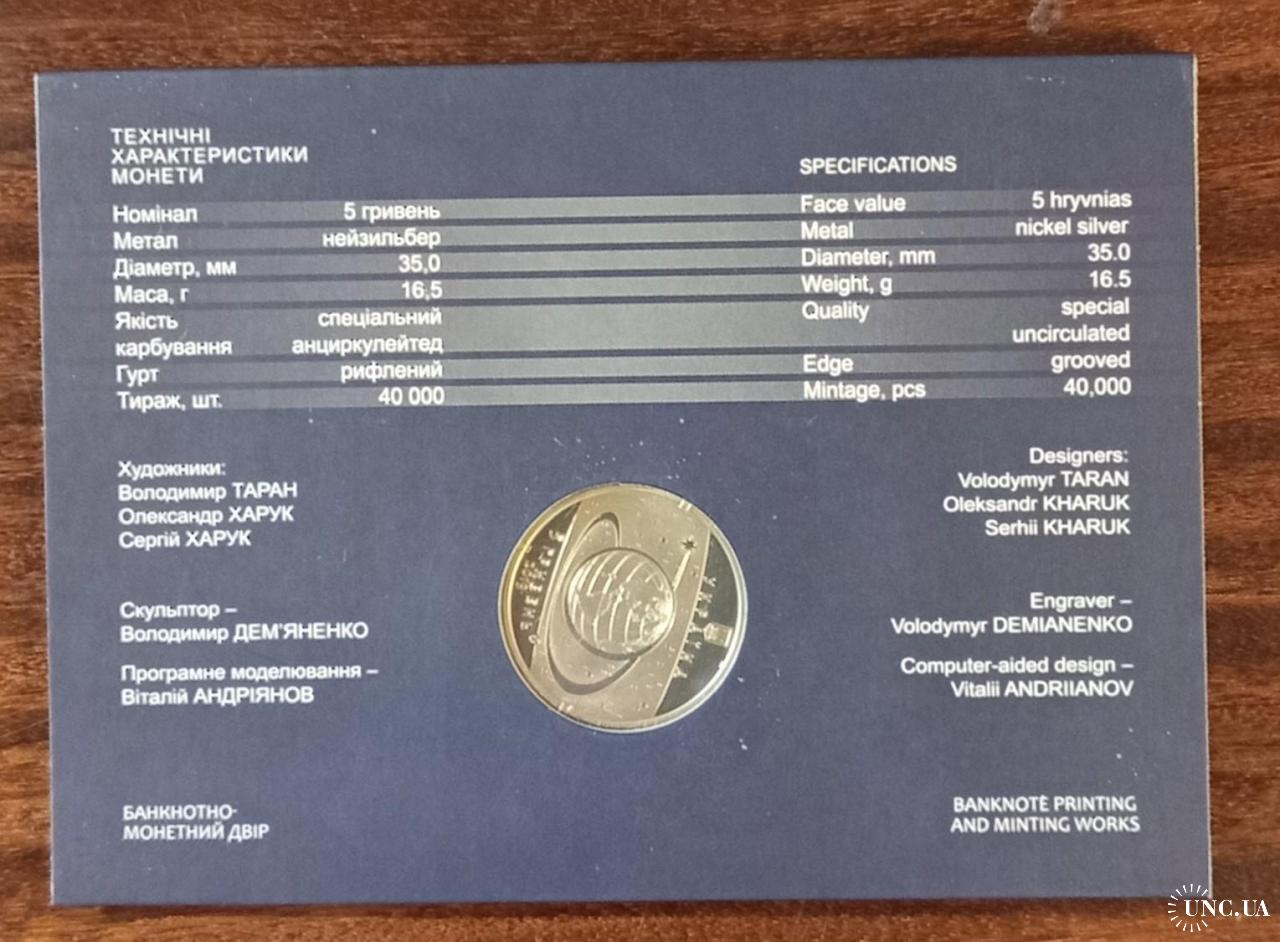 ТЕХНІЧНІ
ХАРАКТЕРИСТИКИ
МОНЕТИ
Номінал 5 гривень
Метал нейзильбер
Діаметр, мм 35,0
Маса, г 16,5
Якість спеціальний
карбування анциркулейтед
Гурт рифлений
Тираж, шт. 40 000
SPECIFICATIONS
Face value 5 hryvnias
Metal nickel silver
Diameter, mm 35.0
Weight, g 16.5
Quality special
uncirculated
Edge grooved
Mintage, pcs 40,000
Художники:
Володимир ТАРАН
Олександр ХАРУК
Сергій ХАРУК
Designers:
Volodymyr TARAN
Oleksandr KHARUK
Serhii KHARUK
5 ГРИВЕНЬ
УКРАЇНА
Скульптор –
Володимир ДЕМ'ЯНЕНКО
Програмне моделювання –
Віталій АНДРІЯНОВ
Engraver –
Volodymyr DEMIANENKO
Computer-aided design –
Vitalii ANDRIIANOV
БАНКНОТНО-
МОНЕТНИЙ ДВІР
BANKNOTE PRINTING
AND MINTING WORKS
UNC.UA